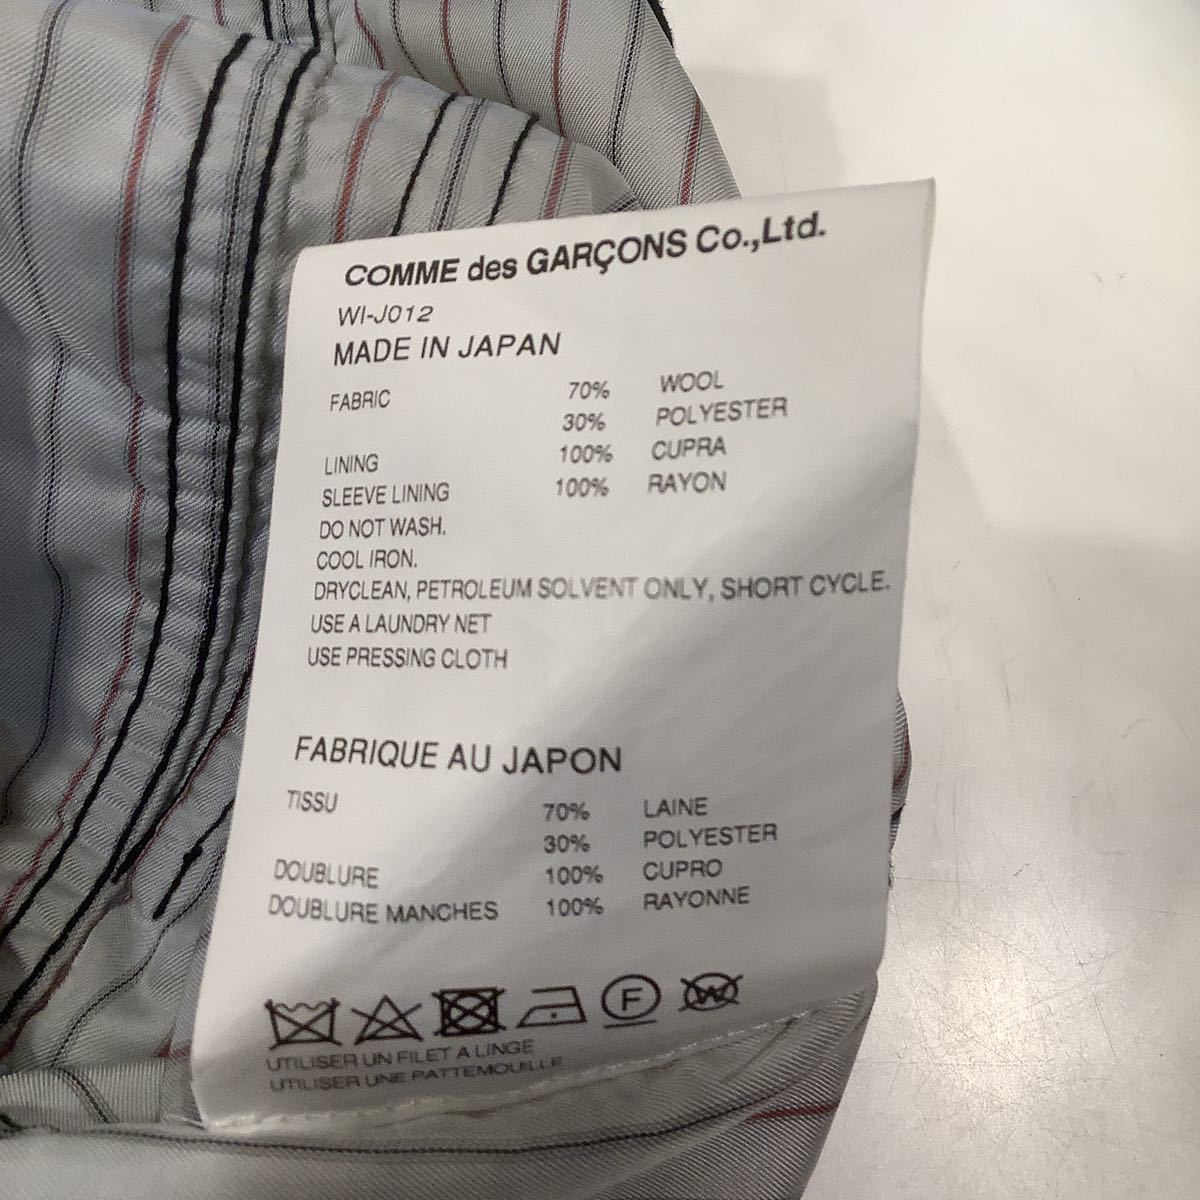 COMME des GARÇONS Co.,Ltd.
WI-J012
MADE IN JAPAN
FABRIC 70% WOOL
30% POLYESTER
LINING 100% CUPRA
SLEEVE LINING 100% RAYON
DO NOT WASH.
COOL IRON.
DRYCLEAN, PETROLEUM SOLVENT ONLY, SHORT CYCLE.
USE A LAUNDRY NET
USE PRESSING CLOTH
FABRIQUE AU JAPON
TISSU 70% LAINE
30% POLYESTER
DOUBLURE 100% CUPRO
DOUBLURE MANCHES 100% RAYONNE
F W
UTILISER UN FILET A LINGE
UTILISER UNE PATTEMOUILLE